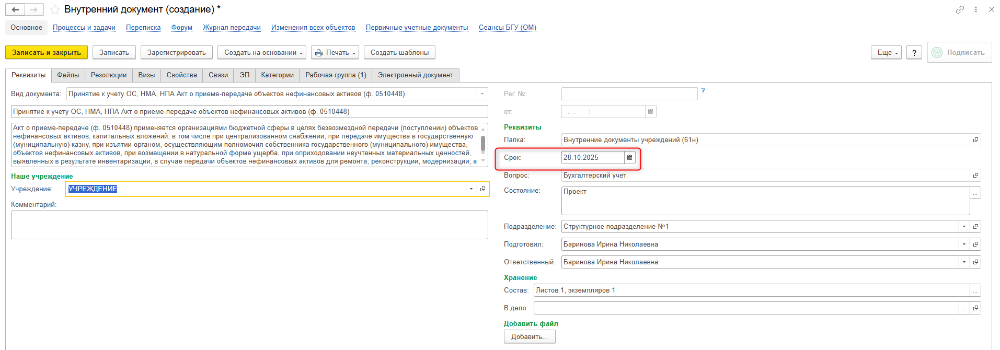 Внутренний документ (создание) *
Основное Процессы и задачи Переписка Форум Журнал передачи Изменения всех объектов Первичные учетные документы Сеансы БГУ (ОМ)
Записать и закрыть Записать Зарегистрировать Создать на основании Печать Создать шаблоны Еще ? Подписать
Реквизиты Файлы Резолюции Визы Свойства Связи ЭП Категории Рабочая группа (1) Электронный документ
Вид документа: Принятие к учету ОС, НМА, НПА Акт о приеме-передаче объектов нефинансовых активов (ф. 0510448)
Принятие к учету ОС, НМА, НПА Акт о приеме-передаче объектов нефинансовых активов (ф. 0510448)
Акт о приеме-передаче (ф. 0510448) применяется организациями бюджетной сферы в целях безвозмездной передачи (поступлении) объектов
нефинансовых активов, капитальных вложений, в том числе при централизованном снабжении, при передаче имущества в государственную
(муниципальную) казну, при изъятии органом, осуществляющим полномочия собственника государственного (муниципального) имущества,
объектов нефинансовых активов, при возмещении в натуральной форме ущерба, при оприходовании неучтенных материальных ценностей,
выявленных в результате инвентаризации, в случае передачи объектов нефинансовых активов для ремонта, реконструкции, модернизации, а
Наше учреждение
Учреждение: УЧРЕЖДЕНИЕ
Комментарий:
Рег. №: ?
от: . . :
Реквизиты
Папка: Внутренние документы учреждений (61н)
Срок: 28.10.2025
Вопрос: Бухгалтерский учет
Состояние: Проект ...
Подразделение: Структурное подразделение №1
Подготовил: Баринова Ирина Николаевна
Ответственный: Баринова Ирина Николаевна
Хранение
Состав: Листов 1, экземпляров 1 ...
В дело: ...
Добавить файл
Добавить...